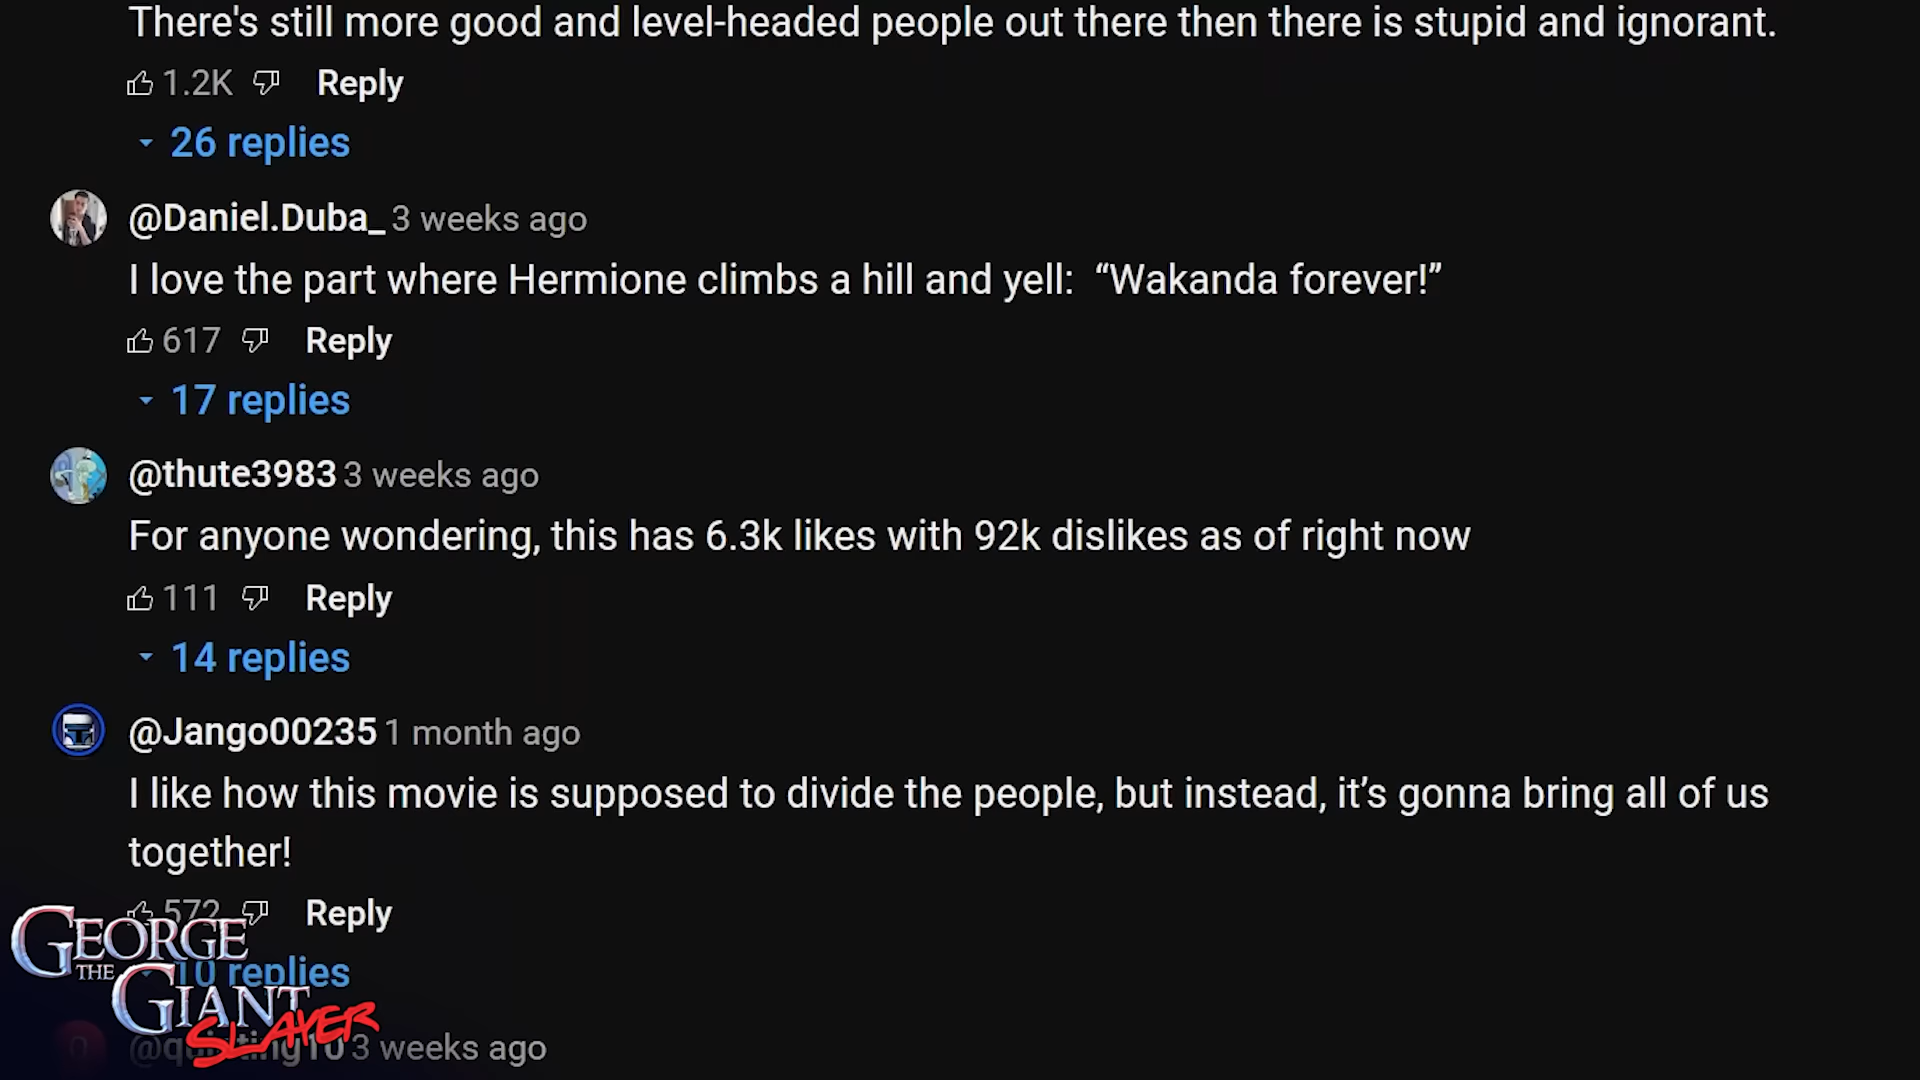 There's still more good and level-headed people out there then there is stupid and ignorant.
1.2K Reply
26 replies
@Daniel.Duba_ 3 weeks ago
I love the part where Hermione climbs a hill and yell: “Wakanda forever!”
617 Reply
17 replies
@thute3983 3 weeks ago
For anyone wondering, this has 6.3k likes with 92k dislikes as of right now
111 Reply
14 replies
@Jango00235 1 month ago
I like how this movie is supposed to divide the people, but instead, it’s gonna bring all of us
together!
572 Reply
10 replies
3 weeks ago
GEORGE
THE
GIANT
SLAYER